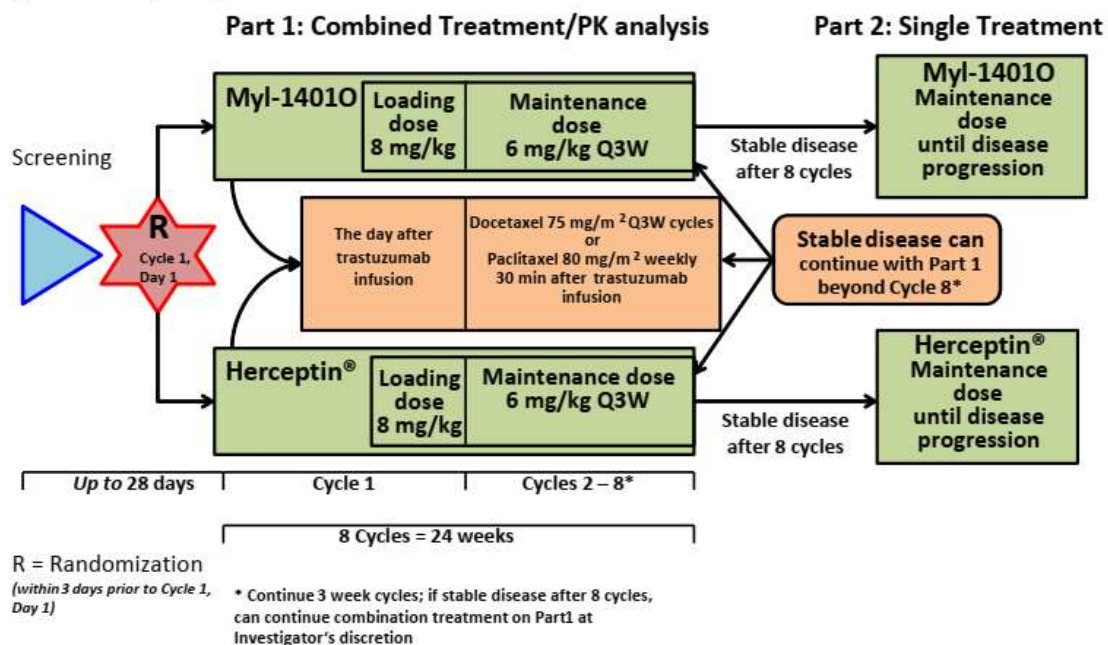 Part 1: Combined Treatment/PK analysis
Part 2: Single Treatment
Screening
R
Cycle 1,
Day 1
Myl-1401O
Loading
dose
8 mg/kg
Maintenance
dose
6 mg/kg Q3W
Stable disease
after 8 cycles
Myl-1401O
Maintenance
dose
until disease
progression
The day after
trastuzumab
infusion
Docetaxel 75 mg/m ² Q3W cycles
or
Paclitaxel 80 mg/m² weekly
30 min after trastuzumab
infusion
Stable disease can
continue with Part 1
beyond Cycle 8*
Herceptin®
Loading
dose
8 mg/kg
Maintenance dose
6 mg/kg Q3W
Stable disease
after 8 cycles
Herceptin®
Maintenance
dose
until disease
progression
Up to 28 days
Cycle 1
Cycles 2 – 8*
8 Cycles = 24 weeks
R = Randomization
(within 3 days prior to Cycle 1,
Day 1)
* Continue 3 week cycles; if stable disease after 8 cycles,
can continue combination treatment on Part1 at
Investigator's discretion